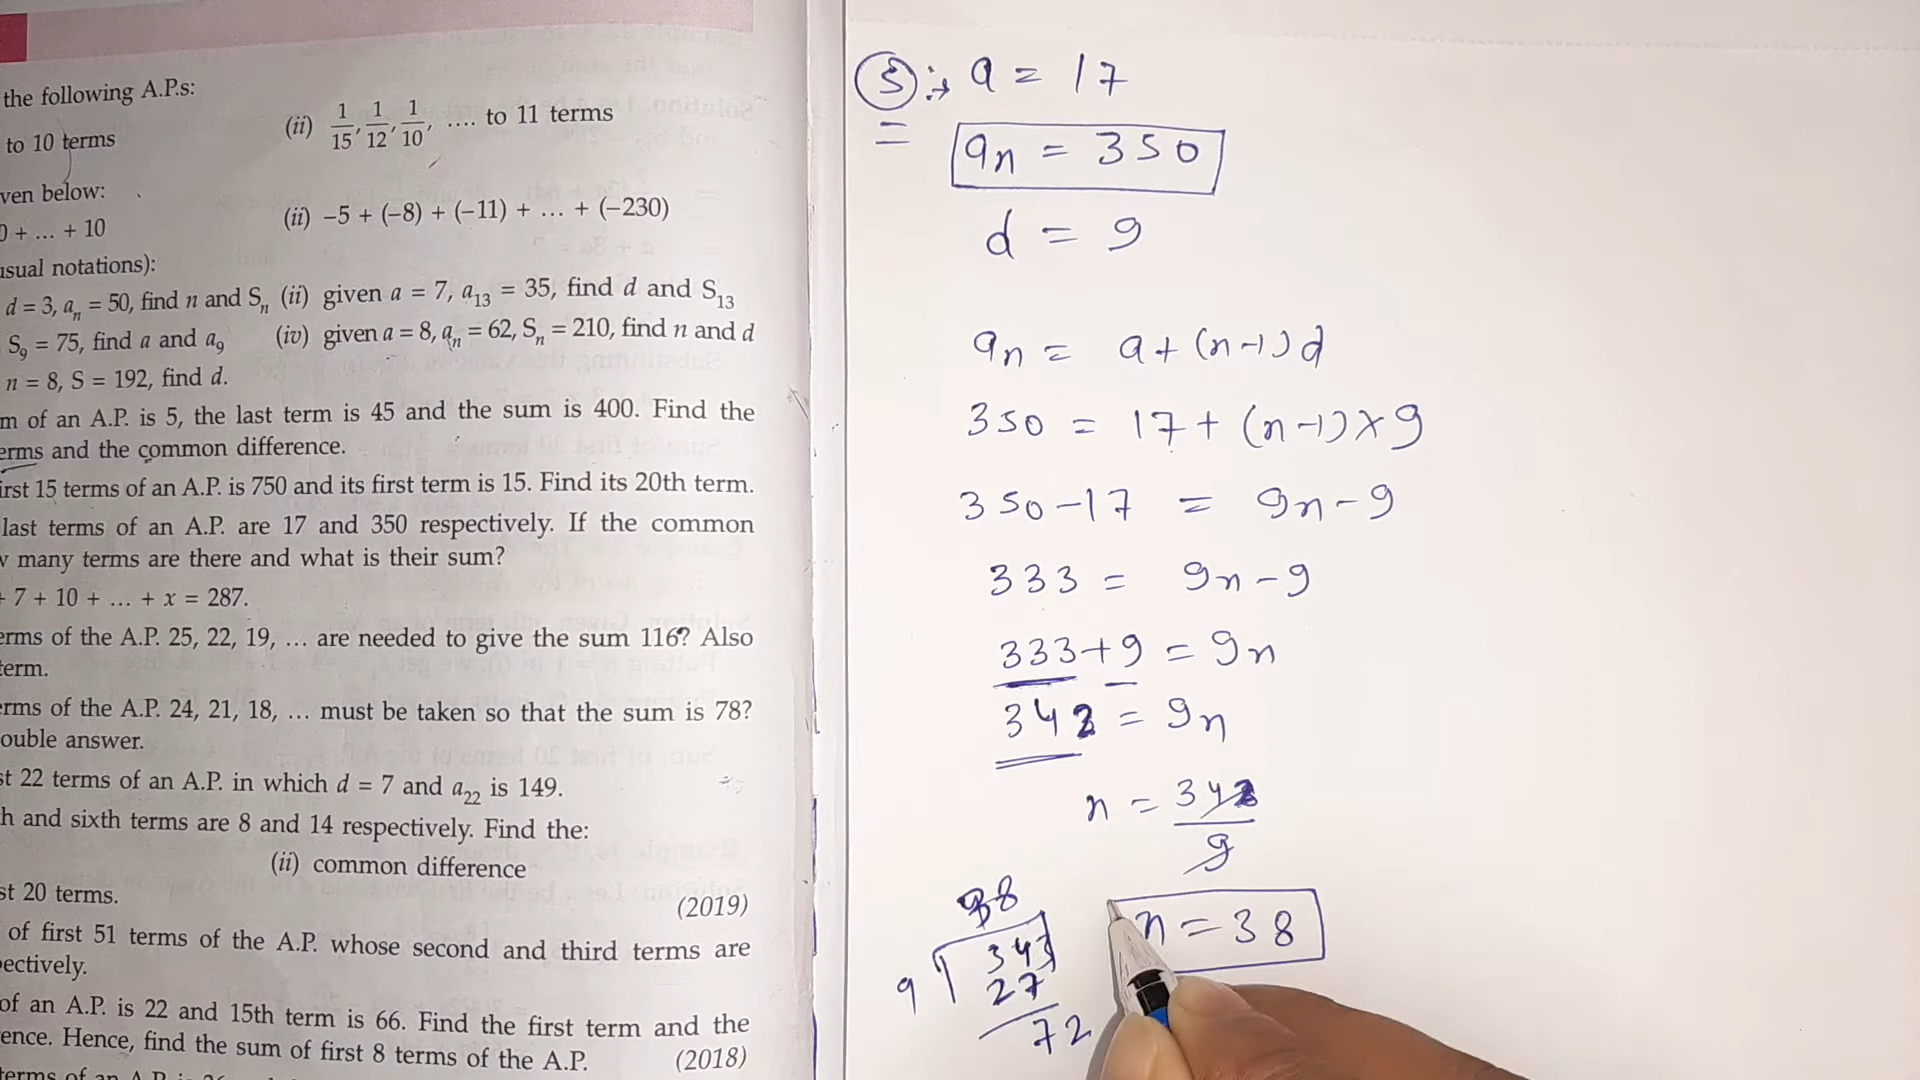 the following A.P.s:
to 10 terms
(ii) 1/15, 1/12, 1/10, .... to 11 terms
ven below:
0 + ... + 10
(ii) −5 + (−8) + (−11) + ... + (−230)
usual notations):
d = 3, aₙ = 50, find n and Sₙ (ii) given a = 7, a₁₃ = 35, find d and S₁₃
S₉ = 75, find a and a₉ (iv) given a = 8, aₙ = 62, Sₙ = 210, find n and d
n = 8, S = 192, find d.
m of an A.P. is 5, the last term is 45 and the sum is 400. Find the
erms and the common difference.
irst 15 terms of an A.P. is 750 and its first term is 15. Find its 20th term.
last terms of an A.P. are 17 and 350 respectively. If the common
w many terms are there and what is their sum?
+ 7 + 10 + ... + x = 287.
erms of the A.P. 25, 22, 19, ... are needed to give the sum 116? Also
term.
erms of the A.P. 24, 21, 18, ... must be taken so that the sum is 78?
ouble answer.
st 22 terms of an A.P. in which d = 7 and a₂₂ is 149.
h and sixth terms are 8 and 14 respectively. Find the:
(ii) common difference
st 20 terms.
(2019)
of first 51 terms of the A.P. whose second and third terms are
ectively.
of an A.P. is 22 and 15th term is 66. Find the first term and the
ence. Hence, find the sum of first 8 terms of the A.P. (2018)
a = 17
aₙ = 350
d = 9
aₙ = a + (n-1)d
350 = 17 + (n-1) × 9
350-17 = 9n-9
333 = 9n-9
333+9 = 9n
342 = 9n
n = 342/9
n = 38
38
9 342
27
72